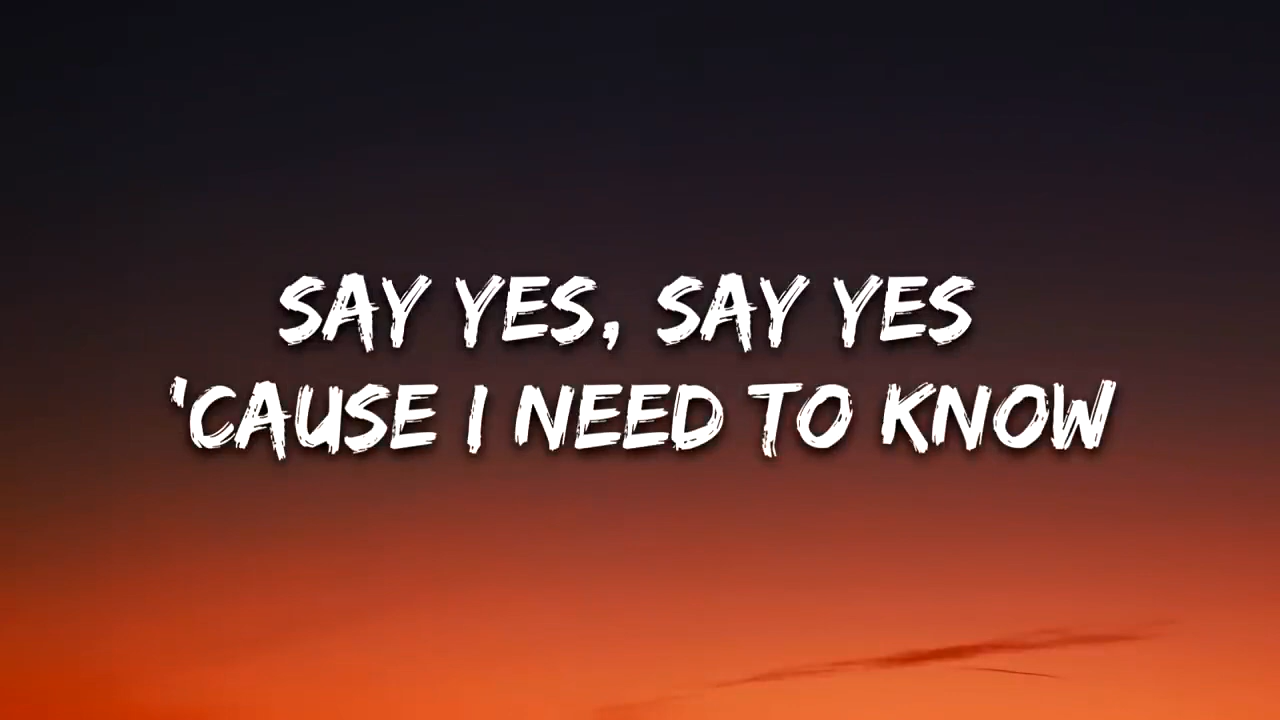 SAY YES, SAY YES
'CAUSE I NEED TO KNOW